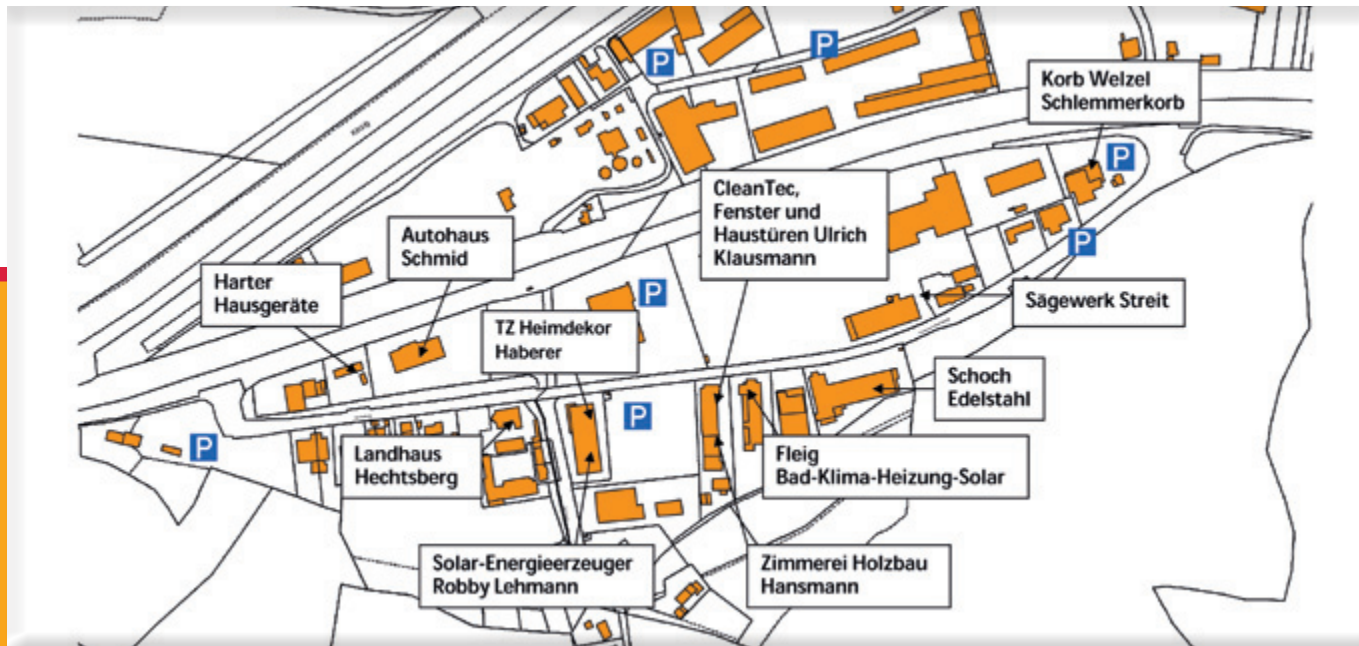 P
P
Korb Welzel
Schlemmerkorb
P
CleanTec,
Fenster und
Haustüren Ulrich
Klausmann
Autohaus
Schmid
P
Harter
Hausgeräte
P
Sägewerk Streit
TZ Heimdekor
Haberer
Schoch
Edelstahl
P
P
Landhaus
Hechtsberg
Fleig
Bad-Klima-Heizung-Solar
Solar-Energieerzeuger
Robby Lehmann
Zimmerei Holzbau
Hansmann